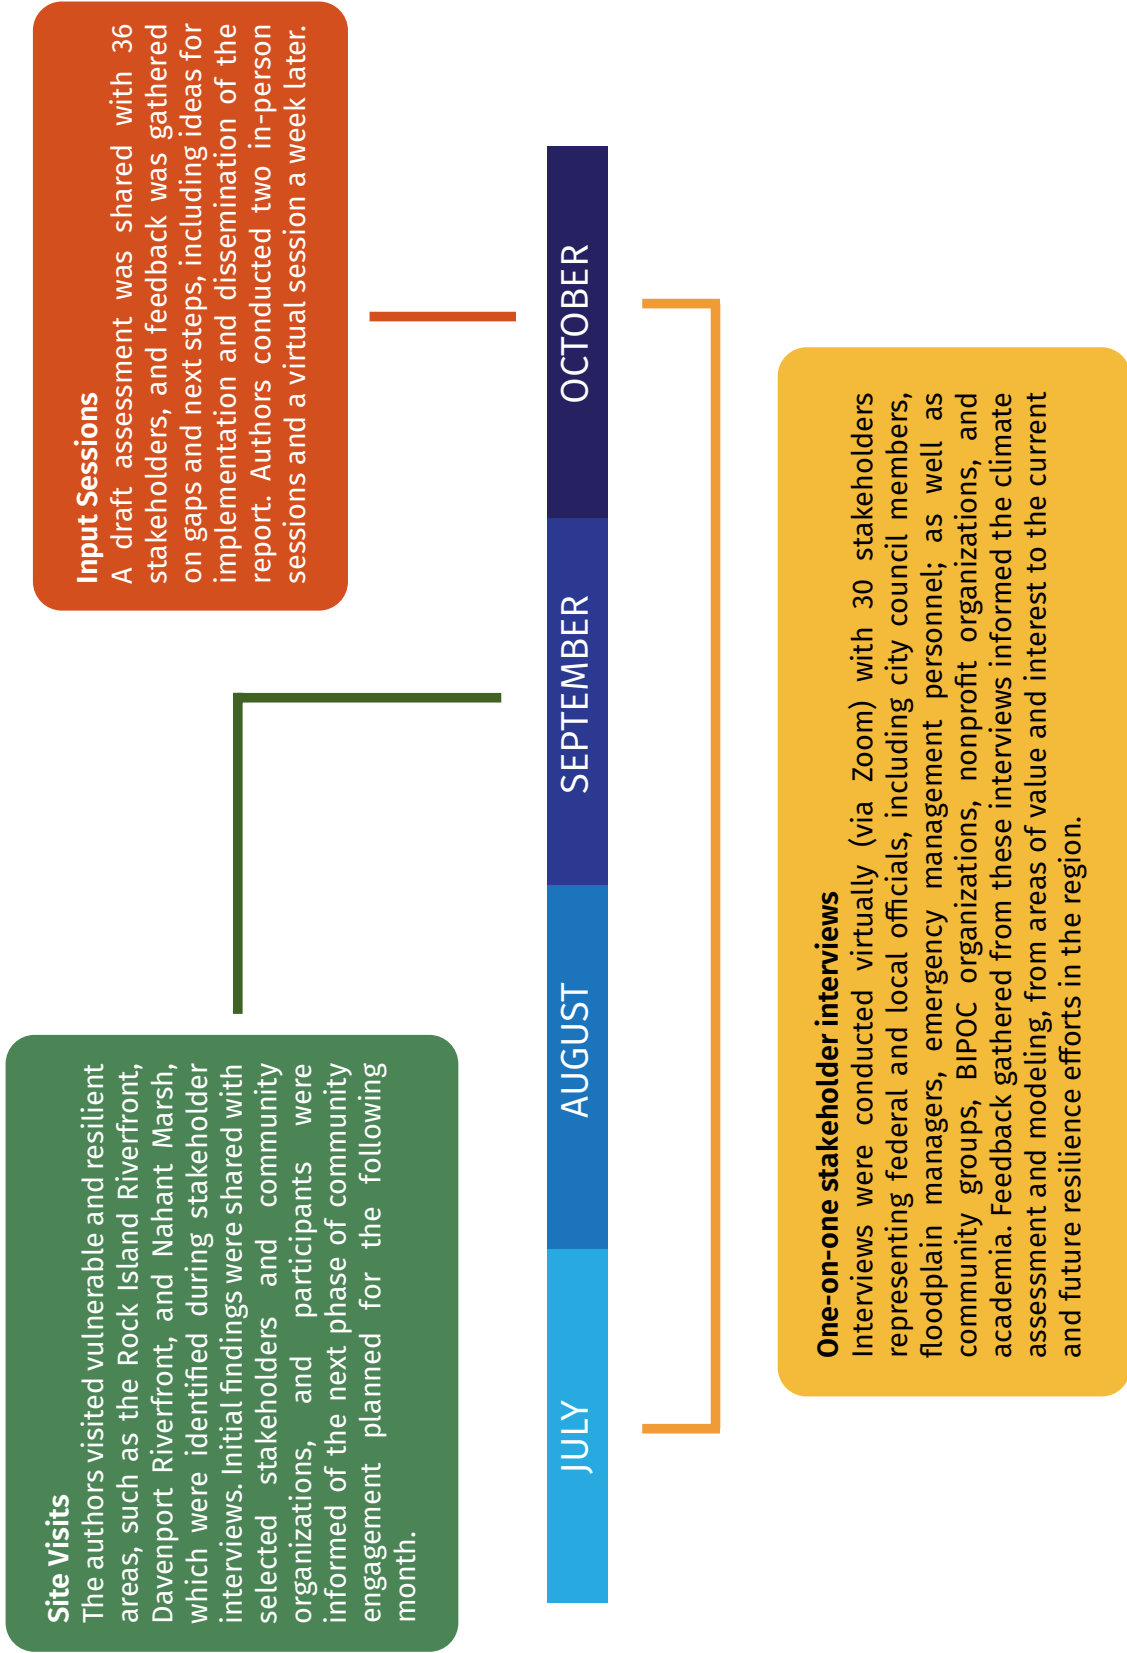 Site Visits
The authors visited vulnerable and resilient
areas, such as the Rock Island Riverfront,
Davenport Riverfront, and Nahant Marsh,
which were identified during stakeholder
interviews. Initial findings were shared with
selected stakeholders and community
organizations, and participants were
informed of the next phase of community
engagement planned for the following
month.
Input Sessions
A draft assessment was shared with 36
stakeholders, and feedback was gathered
on gaps and next steps, including ideas for
implementation and dissemination of the
report. Authors conducted two in-person
sessions and a virtual session a week later.
JULY
AUGUST
SEPTEMBER
OCTOBER
One-on-one stakeholder interviews
Interviews were conducted virtually (via Zoom) with 30 stakeholders
representing federal and local officials, including city council members,
floodplain managers, emergency management personnel; as well as
community groups, BIPOC organizations, nonprofit organizations, and
academia. Feedback gathered from these interviews informed the climate
assessment and modeling, from areas of value and interest to the current
and future resilience efforts in the region.